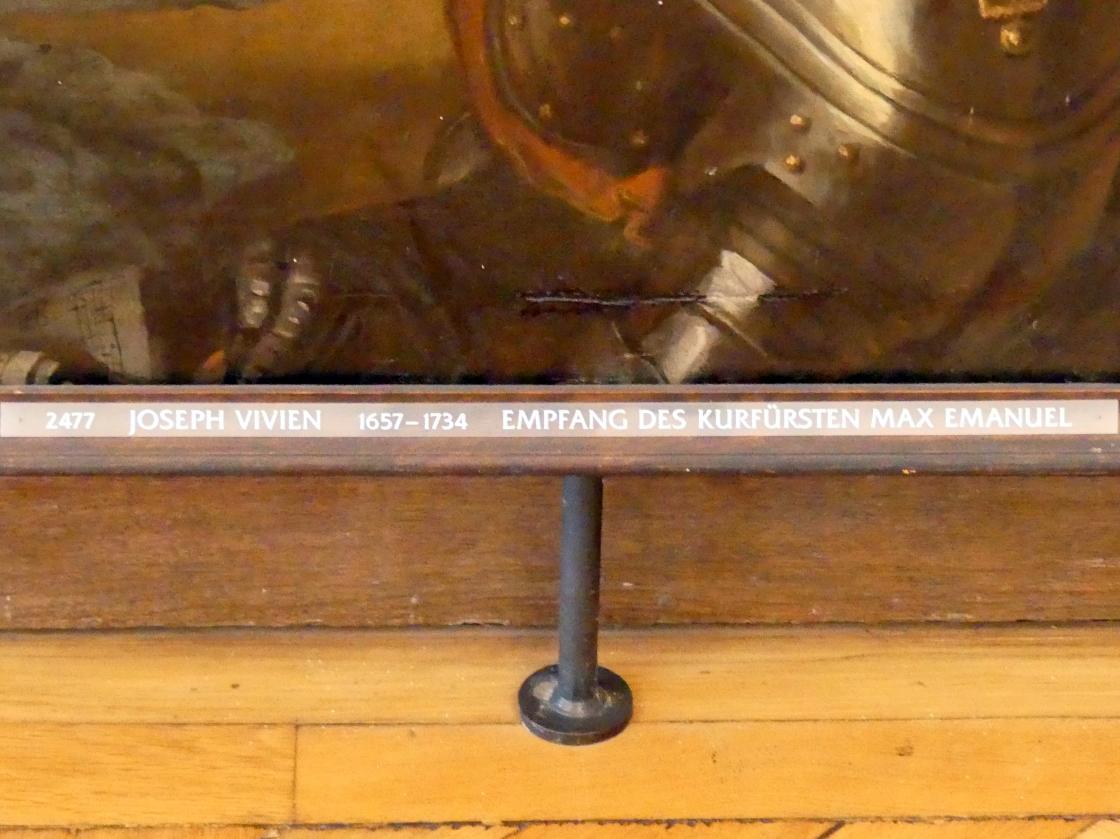 2477 JOSEPH VIVIEN 1657–1734 EMPFANG DES KURFÜRSTEN MAX EMANUEL